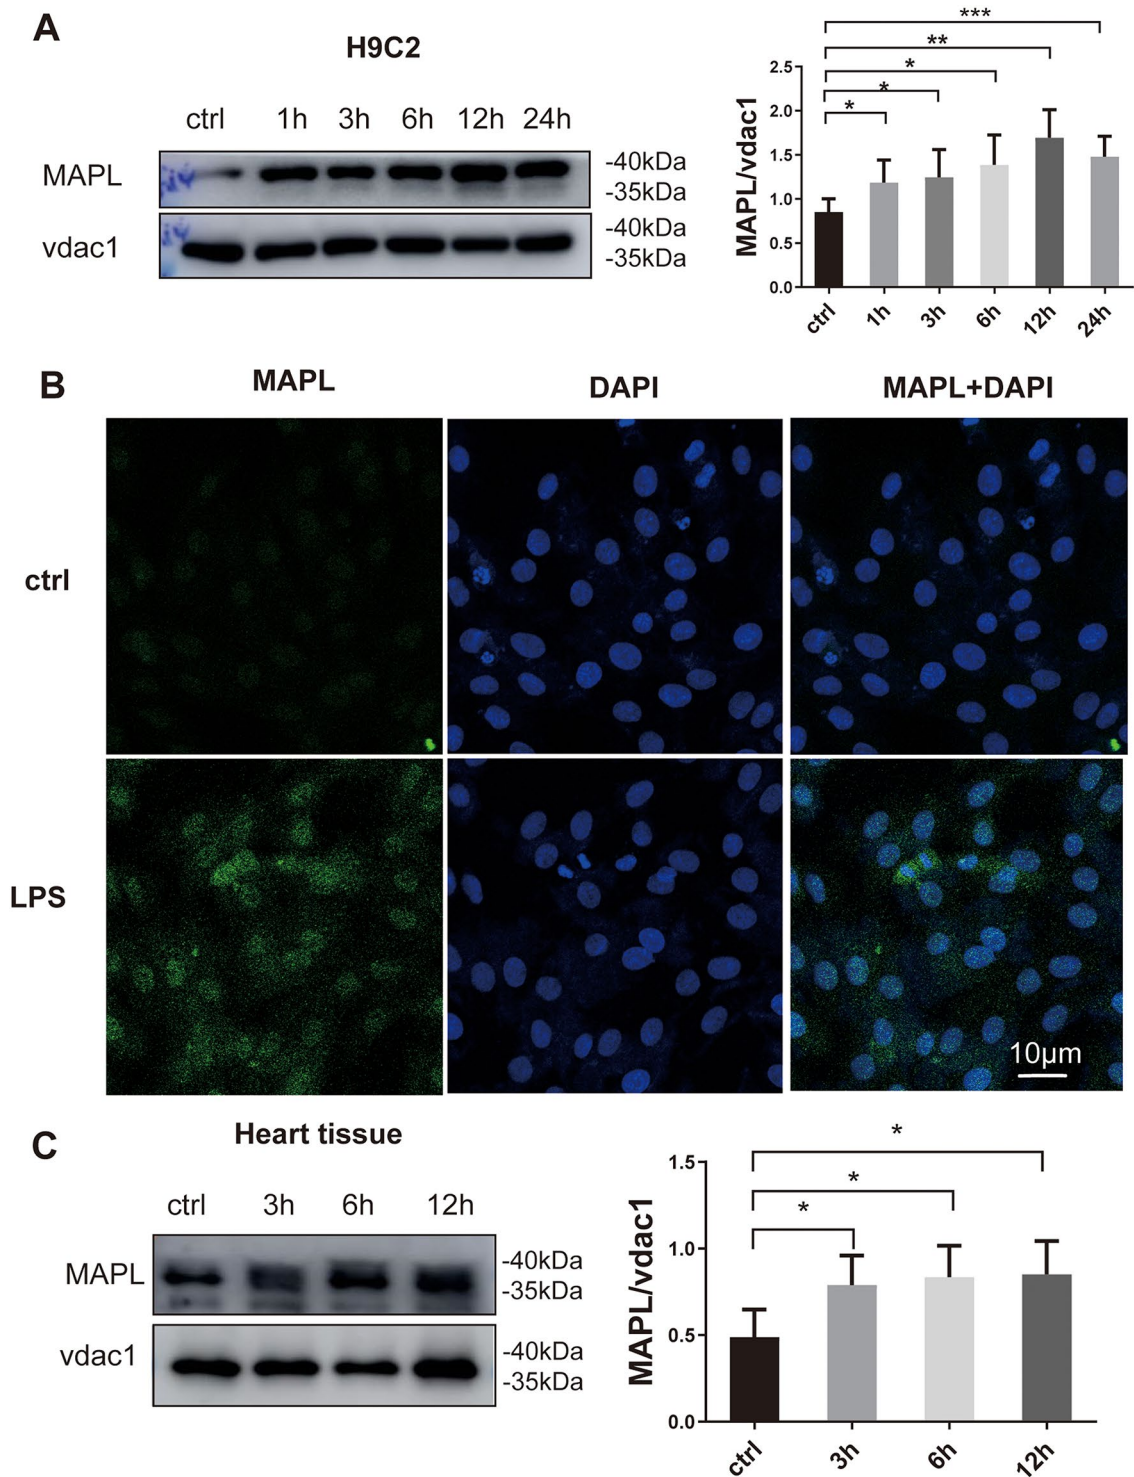 A
H9C2
ctrl 1h 3h 6h 12h 24h
MAPL
-40kDa
-35kDa
vdac1
-40kDa
-35kDa
***
**
*
*
*
MAPL/vdac1
2.5
2.0
1.5
1.0
0.5
0.0
ctrl 1h 3h 6h 12h 24h
B
MAPL DAPI MAPL+DAPI
ctrl
LPS
10μm
C
Heart tissue
ctrl 3h 6h 12h
MAPL
-40kDa
-35kDa
vdac1
-40kDa
-35kDa
*
*
*
MAPL/vdac1
1.5
1.0
0.5
0.0
ctrl 3h 6h 12h